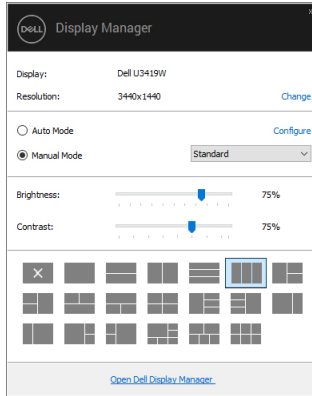 DELL Display Manager
Display: Dell U3419W
Resolution: 3440x1440 Change
Auto Mode Configure
Manual Mode Standard
Brightness: 75%
Contrast: 75%
Open Dell Display Manager